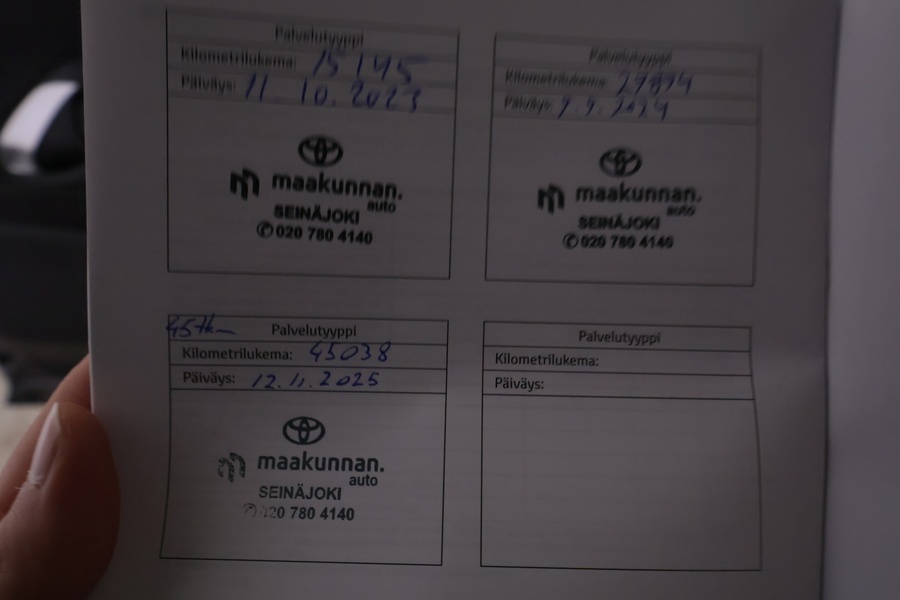 Palvelutyyppi
Kilometrilukema: 15145
Päiväys: 11.10.2023
maakunnan.
auto
SEINÄJOKI
✆020 780 4140
Palvelutyyppi
Kilometrilukema: 29894
Päiväys: 9.9.2024
maakunnan.
auto
SEINÄJOKI
✆020 780 4140
45tkm Palvelutyyppi
Kilometrilukema: 45038
Päiväys: 12.11.2025
maakunnan.
auto
SEINÄJOKI
✆020 780 4140
Palvelutyyppi
Kilometrilukema:
Päiväys: